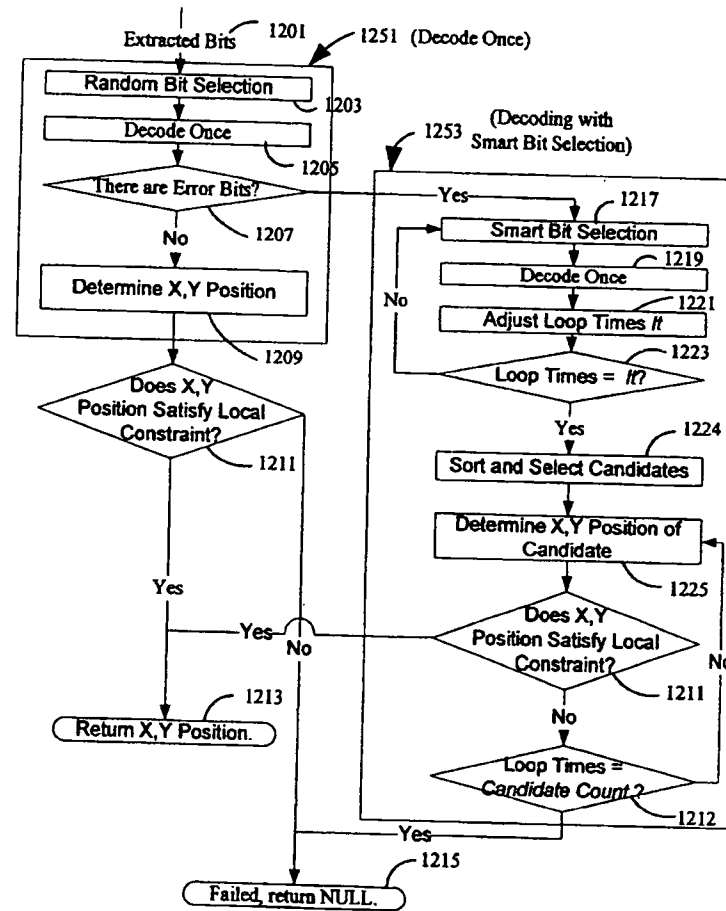 Extracted Bits
1201
1251 (Decode Once)
Random Bit Selection
1203
Decode Once
1205
There are Error Bits?
1207
Yes
No
Determine X,Y Position
1209
Does X,Y
Position Satisfy Local
Constraint?
1211
Yes
No
1213
Return X,Y Position.
1215
Failed, return NULL.
1253
(Decoding with
Smart Bit Selection)
1217
Smart Bit Selection
1219
Decode Once
1221
Adjust Loop Times lt
1223
Loop Times = lt?
No
Yes
1224
Sort and Select Candidates
Determine X,Y Position of
Candidate
1225
Does X,Y
Position Satisfy Local
Constraint?
1211
Yes
No
No
Loop Times =
Candidate Count ?
1212
Yes